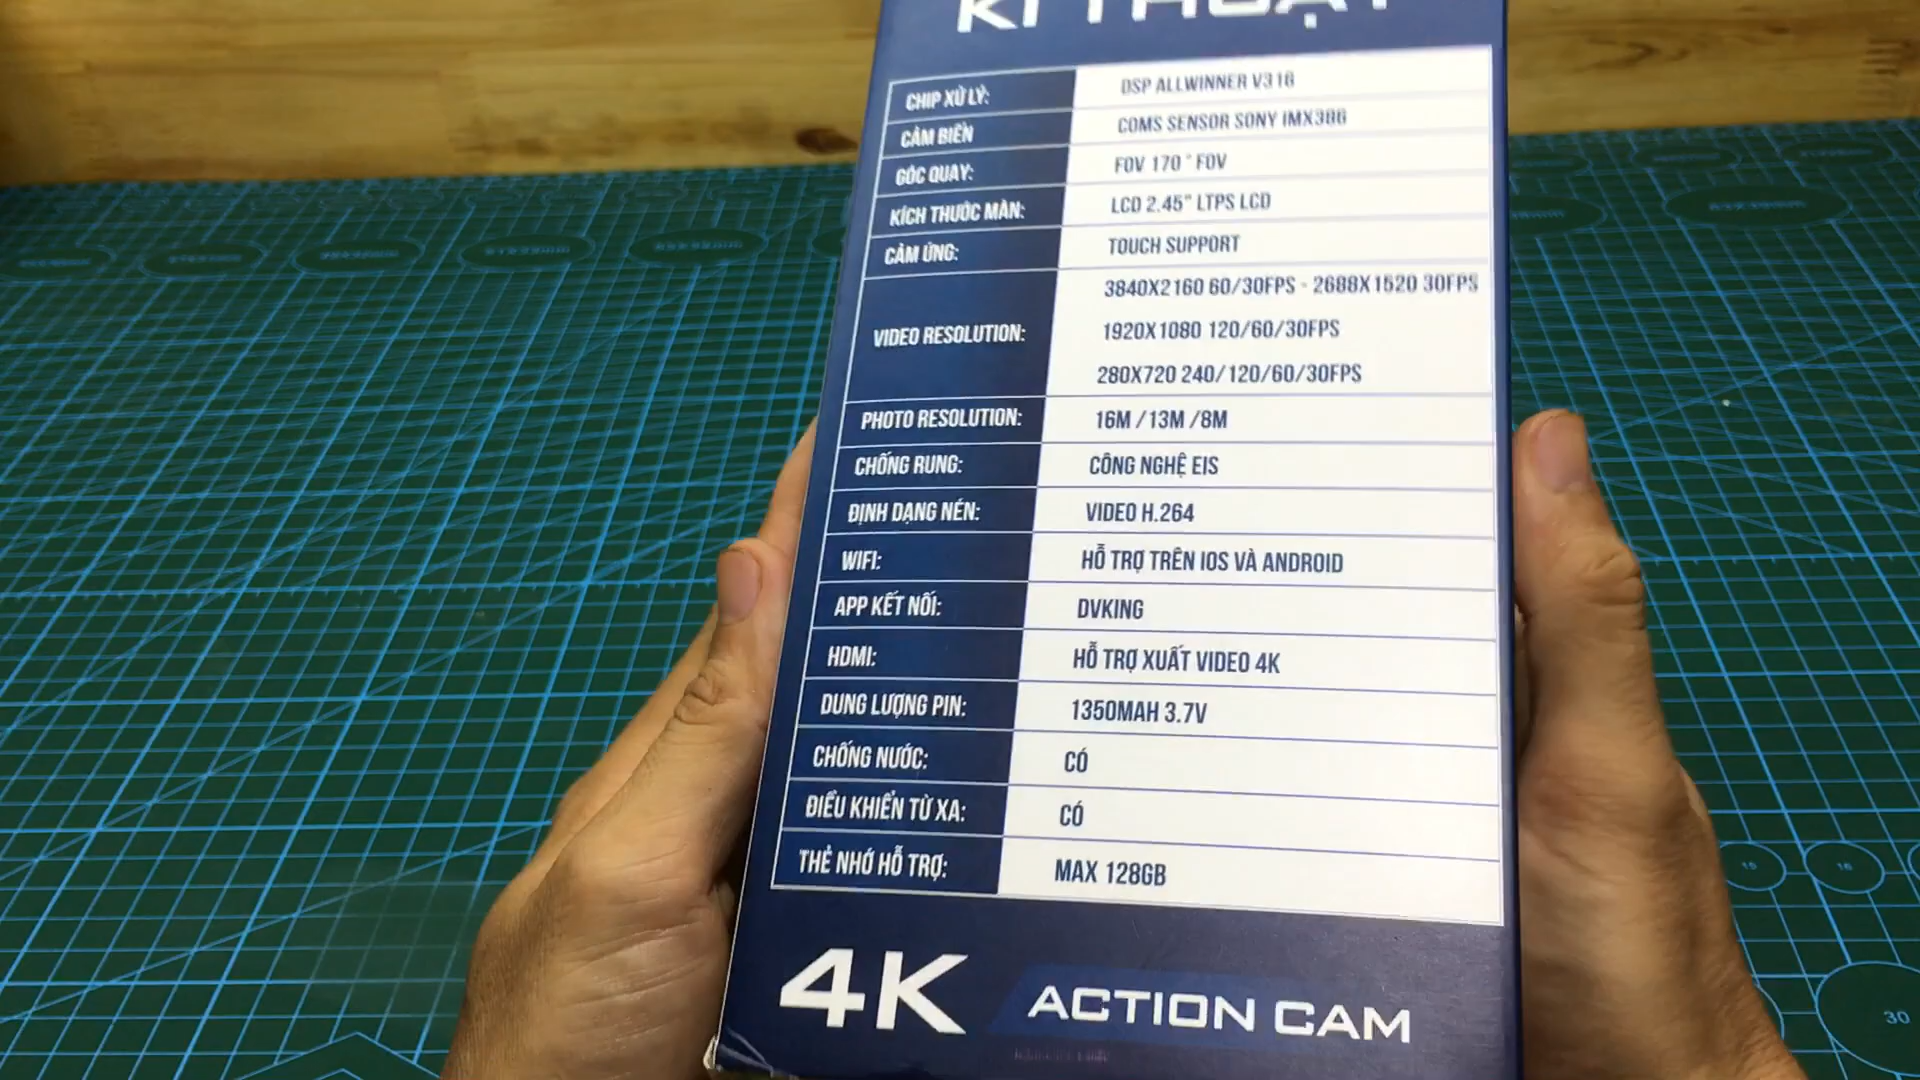 KĨ THUẬT
CHIP XỬ LÝ: DSP ALLWINNER V316
CẢM BIẾN COMS SENSOR SONY IMX386
GÓC QUAY: FOV 170° FOV
KÍCH THƯỚC MÀN: LCD 2.45" LTPS LCD
CẢM ỨNG: TOUCH SUPPORT
VIDEO RESOLUTION: 3840X2160 60/30FPS - 2688X1520 30FPS
1920X1080 120/60/30FPS
280X720 240/120/60/30FPS
PHOTO RESOLUTION: 16M /13M /8M
CHỐNG RUNG: CÔNG NGHỆ EIS
ĐỊNH DẠNG NÉN: VIDEO H.264
WIFI: HỖ TRỢ TRÊN IOS VÀ ANDROID
APP KẾT NỐI: DVKING
HDMI: HỖ TRỢ XUẤT VIDEO 4K
DUNG LƯỢNG PIN: 1350MAH 3.7V
CHỐNG NƯỚC: CÓ
ĐIỀU KHIỂN TỪ XA: CÓ
THẺ NHỚ HỖ TRỢ: MAX 128GB
4K ACTION CAM
30